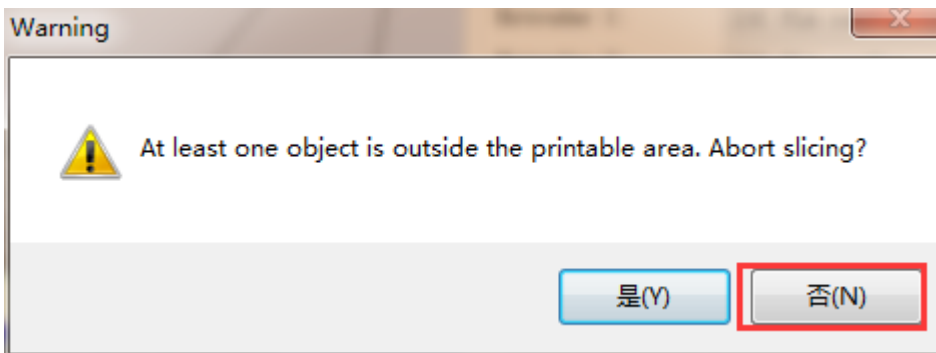 Warning
At least one object is outside the printable area. Abort slicing?
是(Y)
否(N)